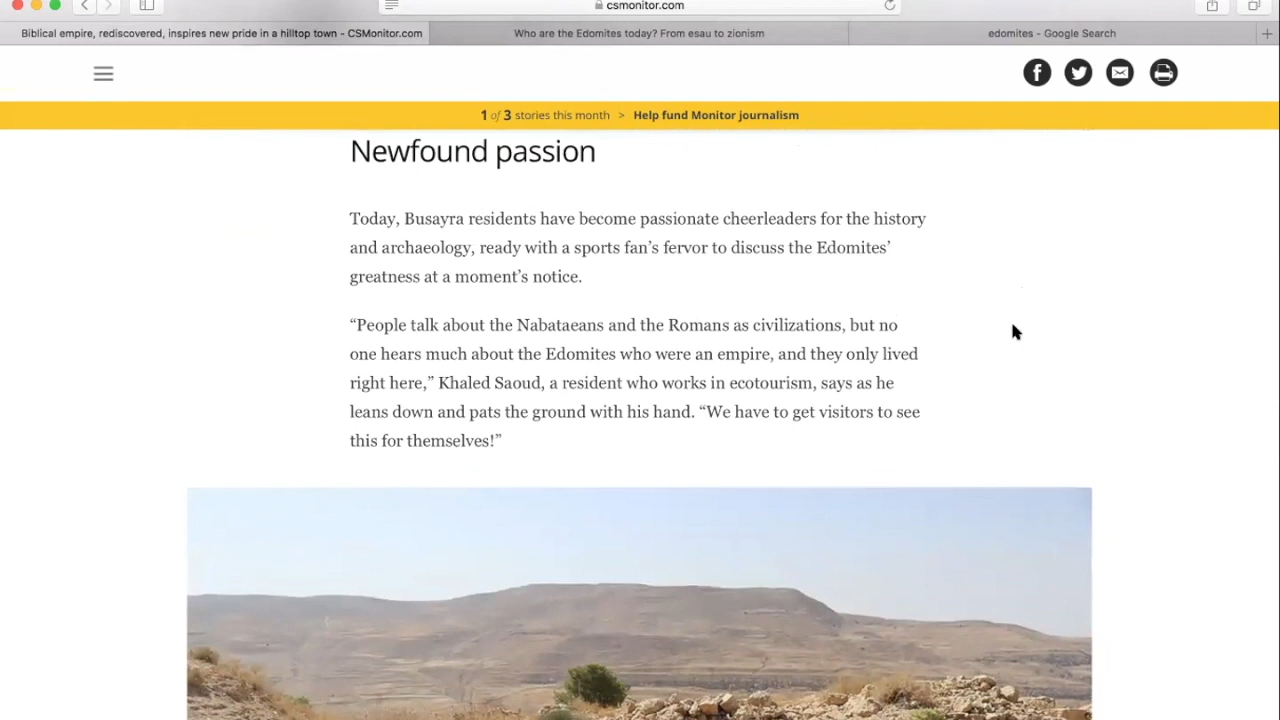 csmonitor.com
Biblical empire, rediscovered, inspires new pride in a hilltop town - CSMonitor.com
Who are the Edomites today? From esau to zionism
edomites - Google Search
1 of 3 stories this month > Help fund Monitor journalism
Newfound passion
Today, Busayra residents have become passionate cheerleaders for the history
and archaeology, ready with a sports fan’s fervor to discuss the Edomites’
greatness at a moment’s notice.
“People talk about the Nabataeans and the Romans as civilizations, but no
one hears much about the Edomites who were an empire, and they only lived
right here,” Khaled Saoud, a resident who works in ecotourism, says as he
leans down and pats the ground with his hand. “We have to get visitors to see
this for themselves!”